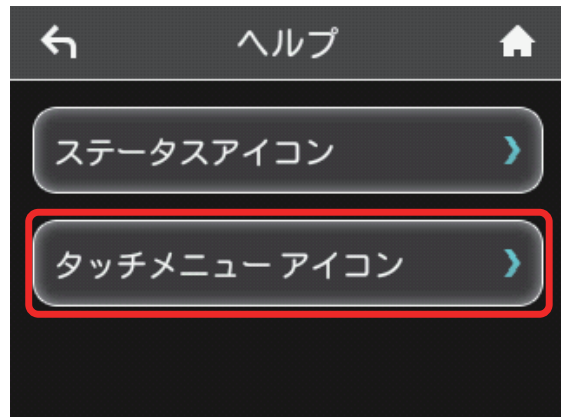 ヘルプ
ステータスアイコン
タッチメニュー アイコン